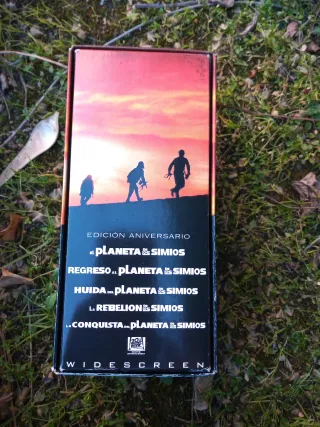 EDICIÓN ANIVERSARIO
EL PLANETA DE LOS SIMIOS
REGRESO AL PLANETA DE LOS SIMIOS
HUIDA DEL PLANETA DE LOS SIMIOS
LA REBELION DE LOS SIMIOS
LA CONQUISTA DEL PLANETA DE LOS SIMIOS
WIDESCREEN